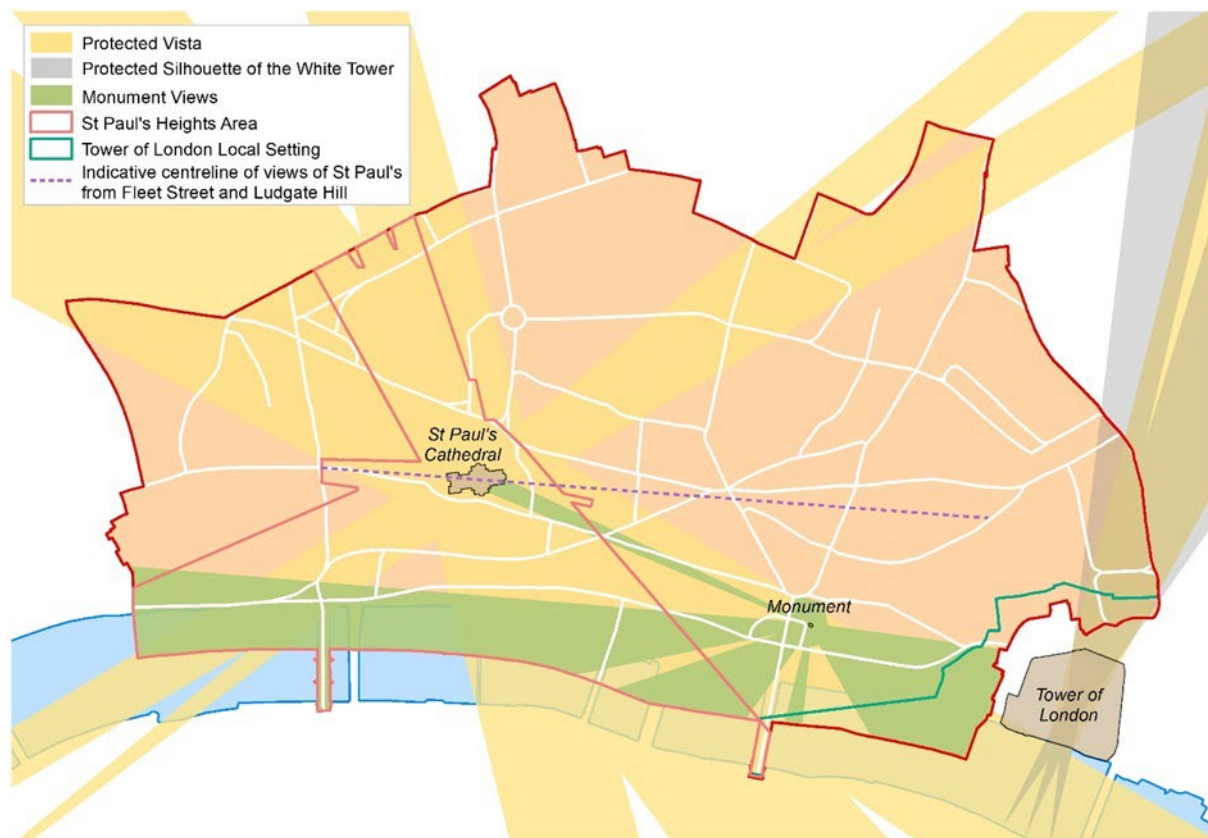 Protected Vista
Protected Silhouette of the White Tower
Monument Views
St Paul's Heights Area
Tower of London Local Setting
Indicative centreline of views of St Paul's
from Fleet Street and Ludgate Hill
St Paul's
Cathedral
Monument
Tower of
London